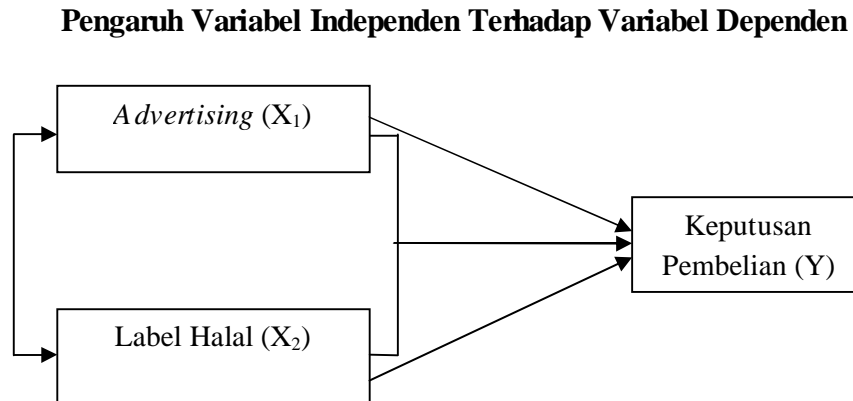 Pengaruh Variabel Independen Terhadap Variabel Dependen
Advertising (X₁)
Keputusan
Pembelian (Y)
Label Halal (X₂)